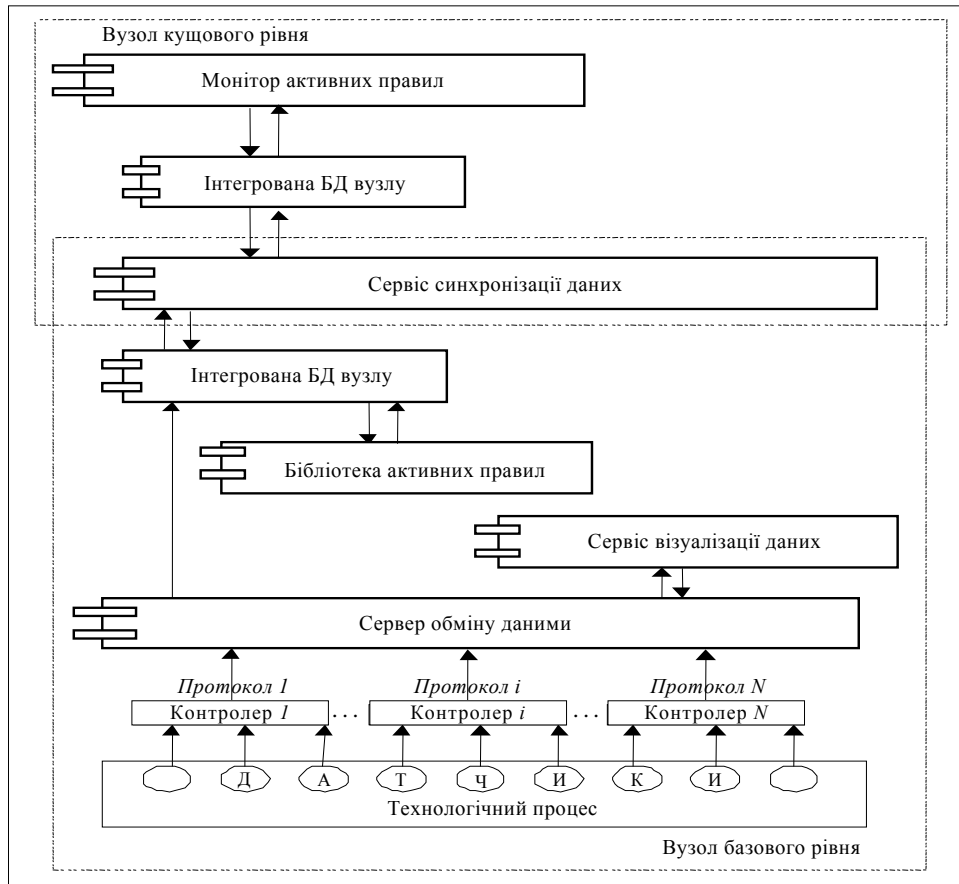 Вузол кущового рівня
Монітор активних правил
Інтегрована БД вузлу
Сервіс синхронізації даних
Інтегрована БД вузлу
Бібліотека активних правил
Сервіс візуалізації даних
Сервер обміну даними
Протокол 1 Протокол i Протокол N
Контролер 1 ... Контролер i ... Контролер N
Д А Т Ч И К И
Технологічний процес
Вузол базового рівня